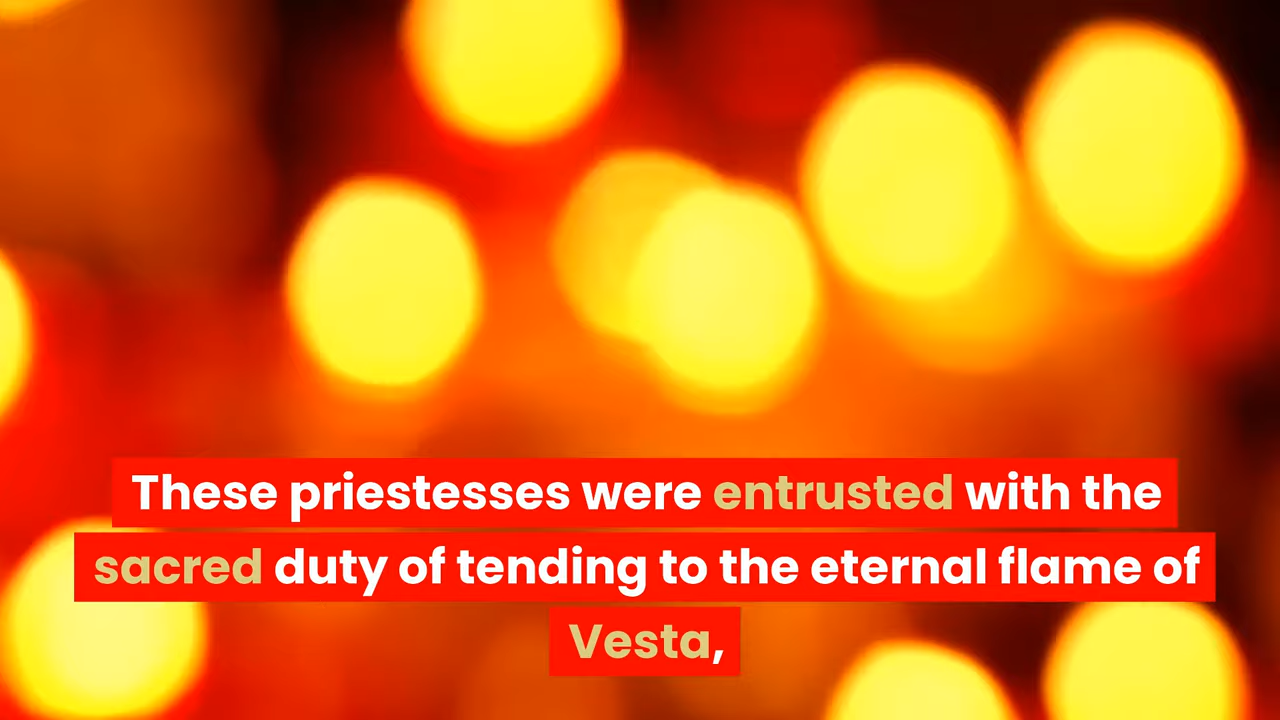 These priestesses were entrusted with the
sacred duty of tending to the eternal flame of
Vesta,